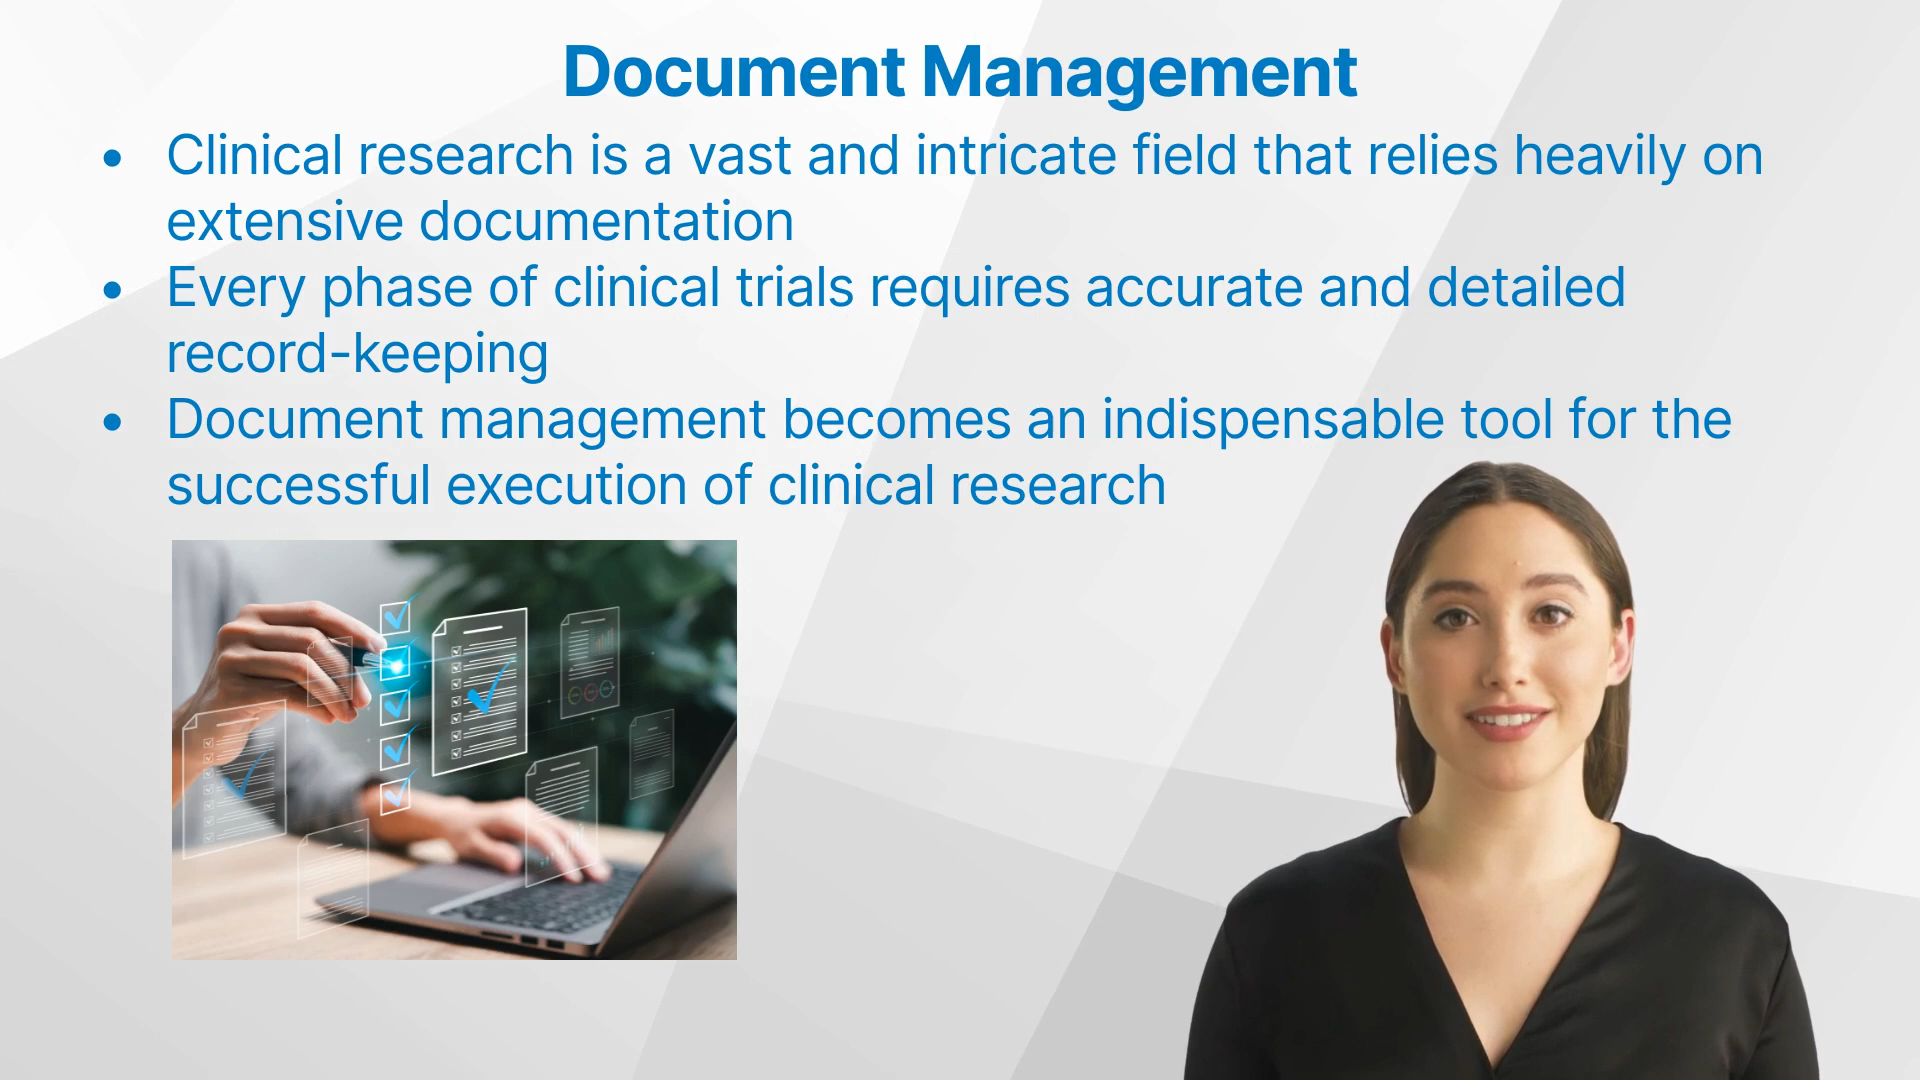 Document Management
• Clinical research is a vast and intricate field that relies heavily on
extensive documentation
• Every phase of clinical trials requires accurate and detailed
record-keeping
• Document management becomes an indispensable tool for the
successful execution of clinical research